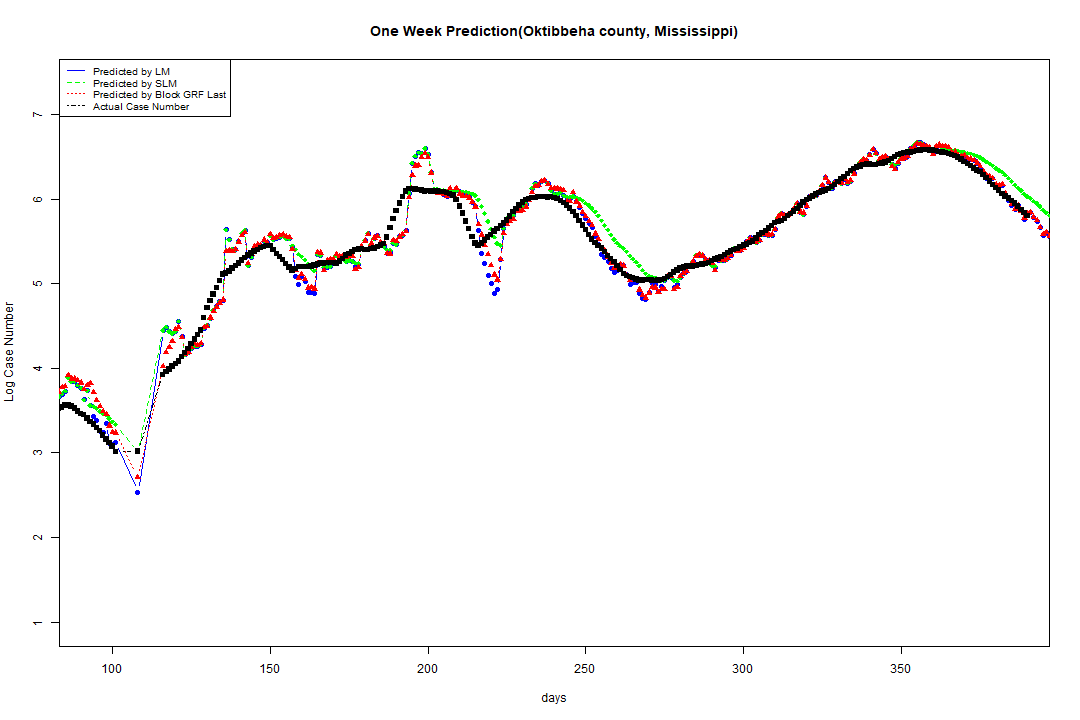 One Week Prediction(Oktibbeha county, Mississippi)
Predicted by LM
Predicted by SLM
Predicted by Block GRF Last
Actual Case Number
Log Case Number
7
6
5
4
3
2
1
100 150 200 250 300 350
days